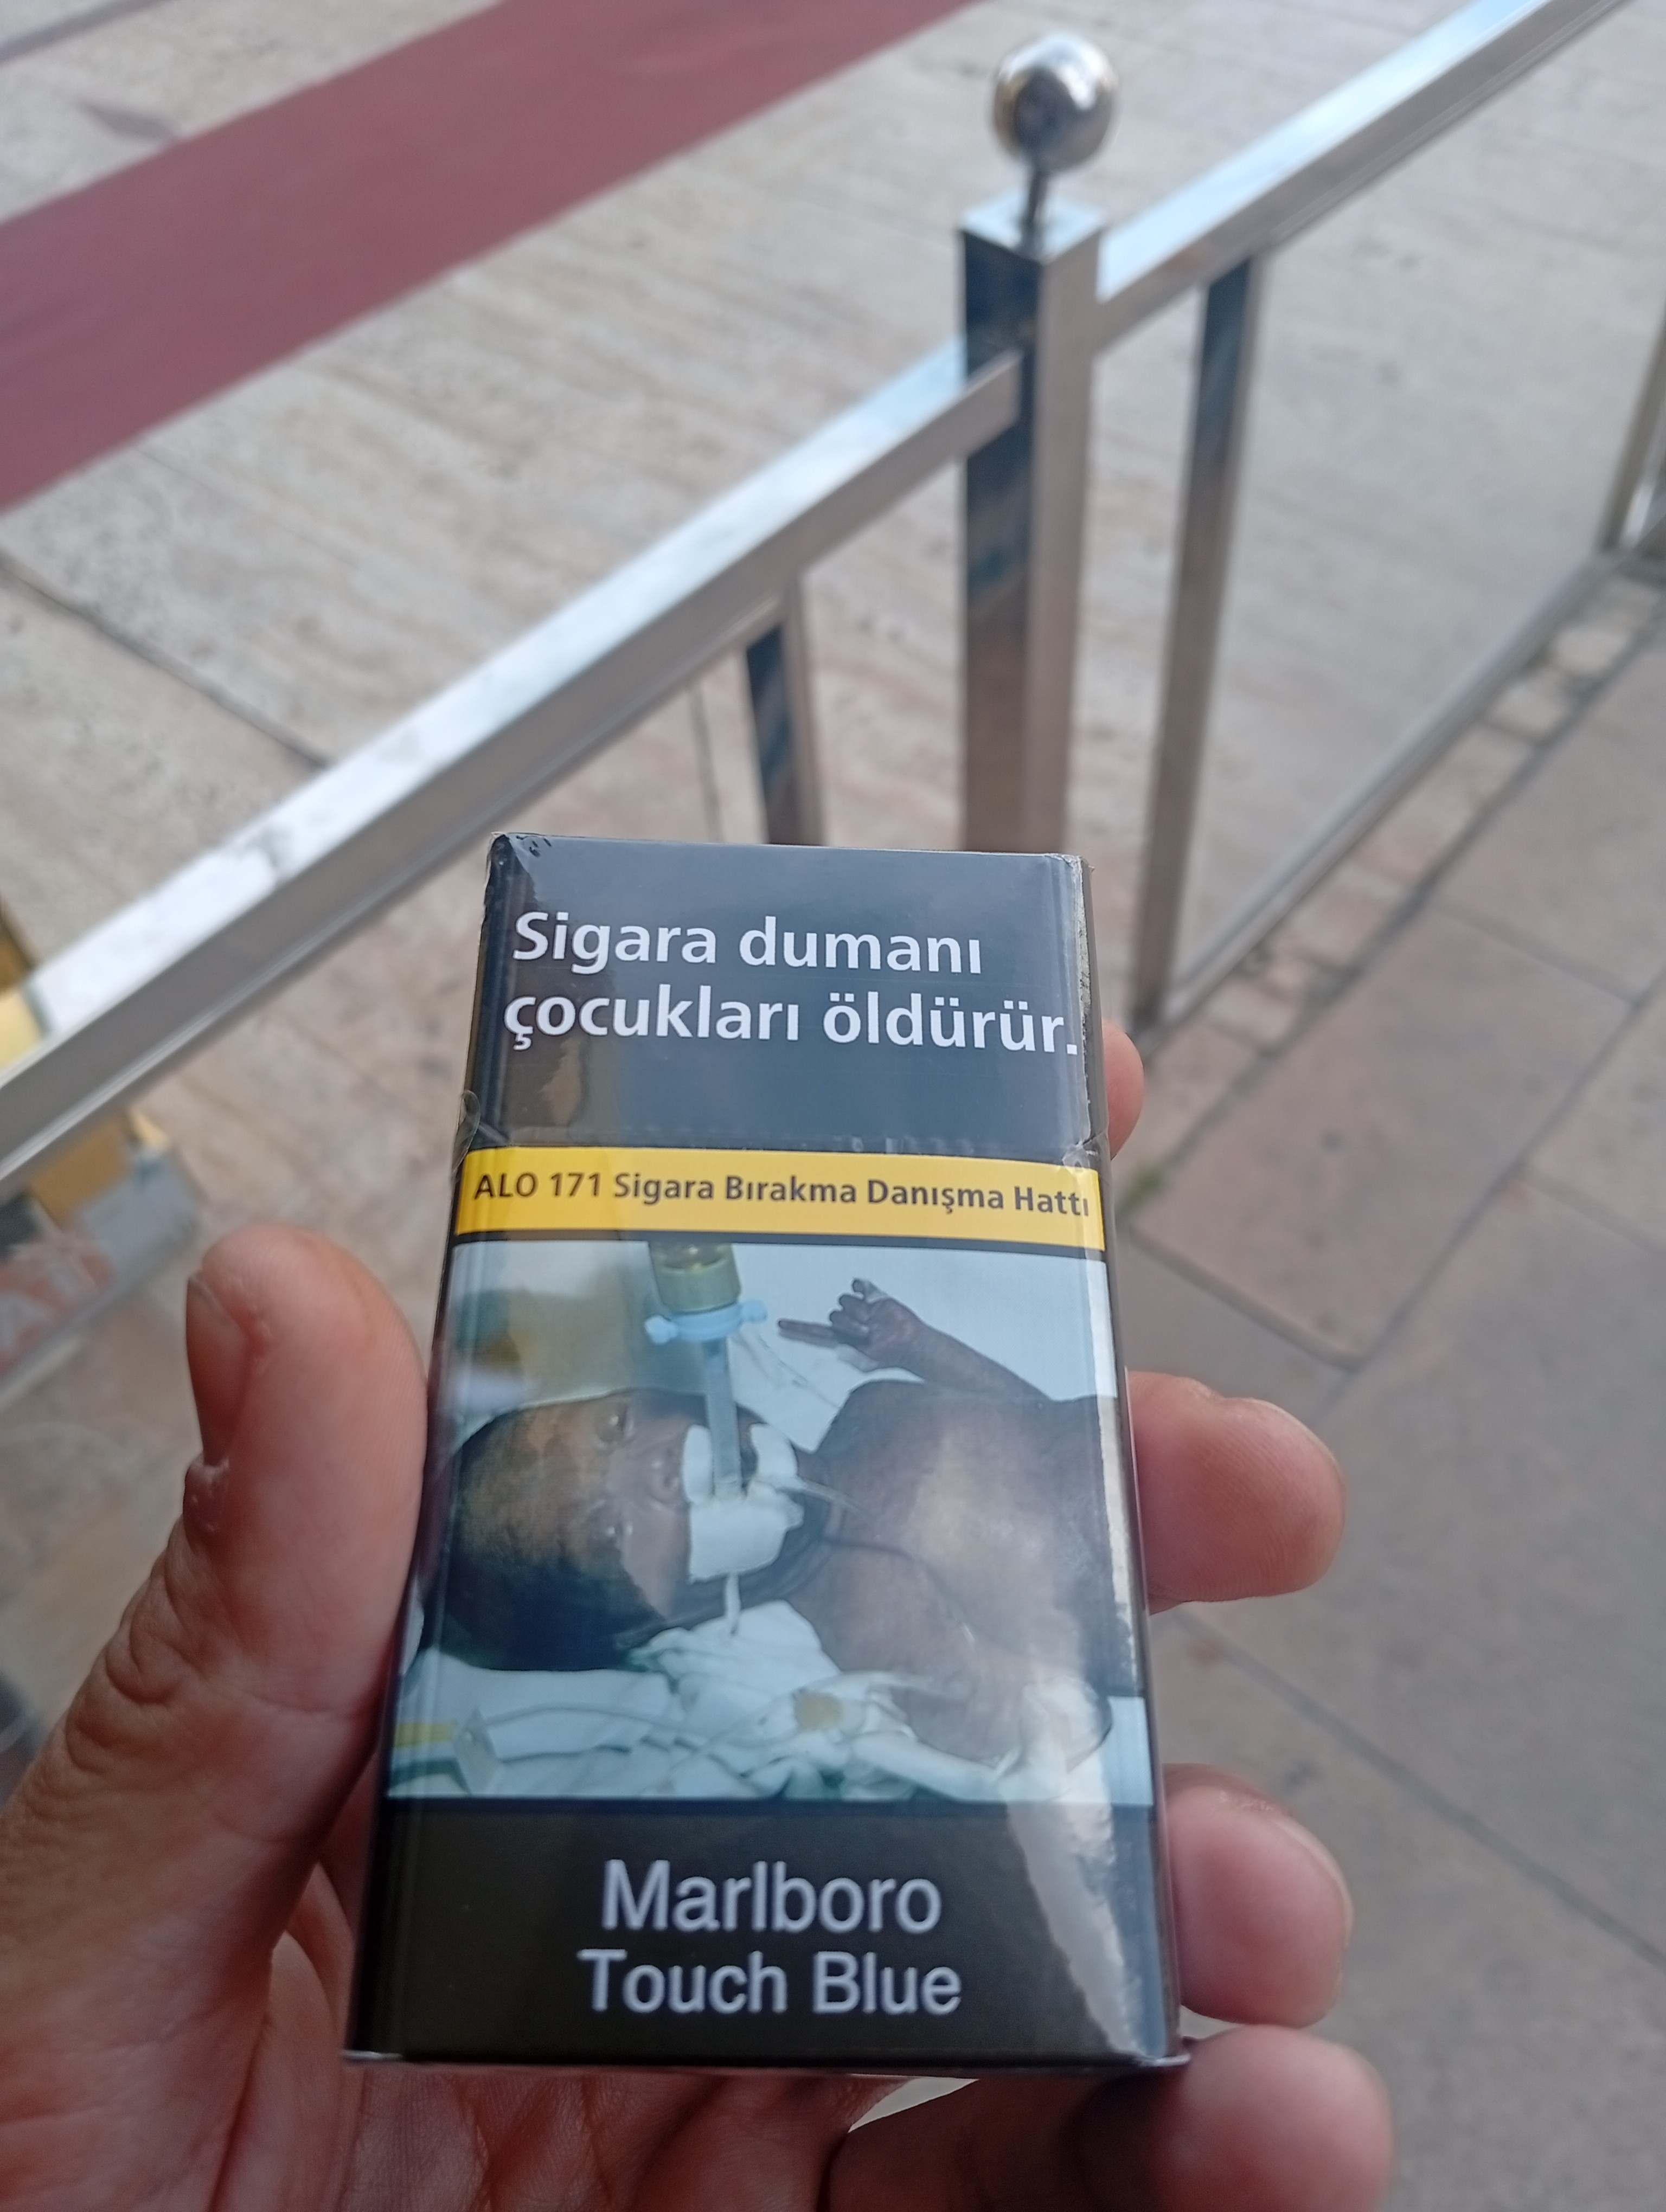 Sigara dumanı
çocukları öldürür.
ALO 171 Sigara Bırakma Danışma Hattı
Marlboro
Touch Blue